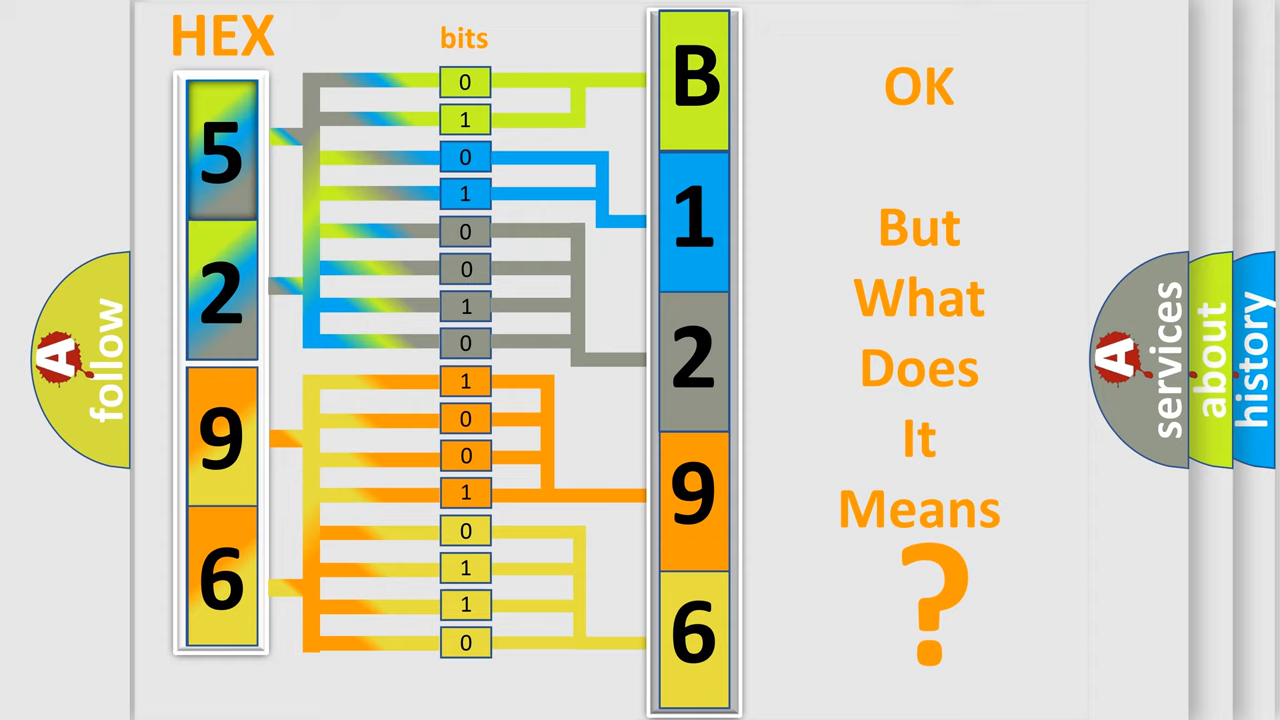 HEX
bits
5
2
9
6
0
1
0
1
0
0
1
0
1
0
0
1
0
1
1
0
B
1
2
9
6
OK
But
What
Does
It
Means
?
A
follow
A
services
about
history